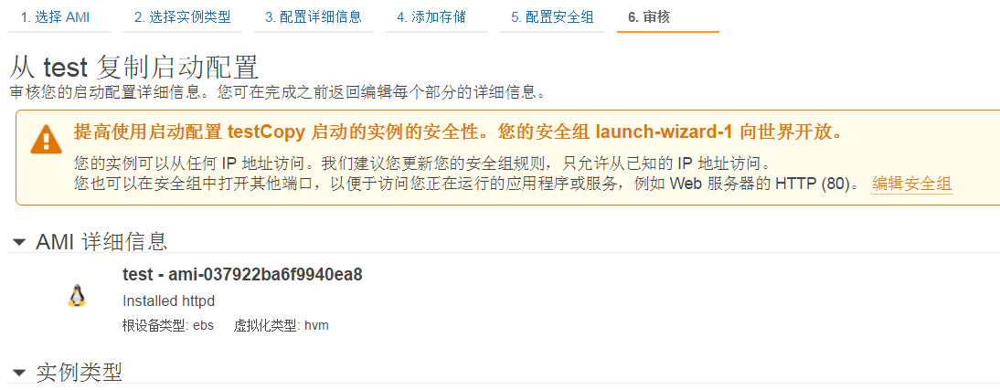 1. 选择 AMI 2. 选择实例类型 3. 配置详细信息 4. 添加存储 5. 配置安全组 6. 审核
从 test 复制启动配置
审核您的启动配置详细信息。您可在完成之前返回编辑每个部分的详细信息。
提高使用启动配置 testCopy 启动的实例的安全性。您的安全组 launch-wizard-1 向世界开放。
您的实例可以从任何 IP 地址访问。我们建议您更新您的安全组规则，只允许从已知的 IP 地址访问。
您也可以在安全组中打开其他端口，以便于访问您正在运行的应用程序或服务，例如 Web 服务器的 HTTP (80)。 编辑安全组
AMI 详细信息
test - ami-037922ba6f9940ea8
Installed httpd
根设备类型: ebs 虚拟化类型: hvm
实例类型